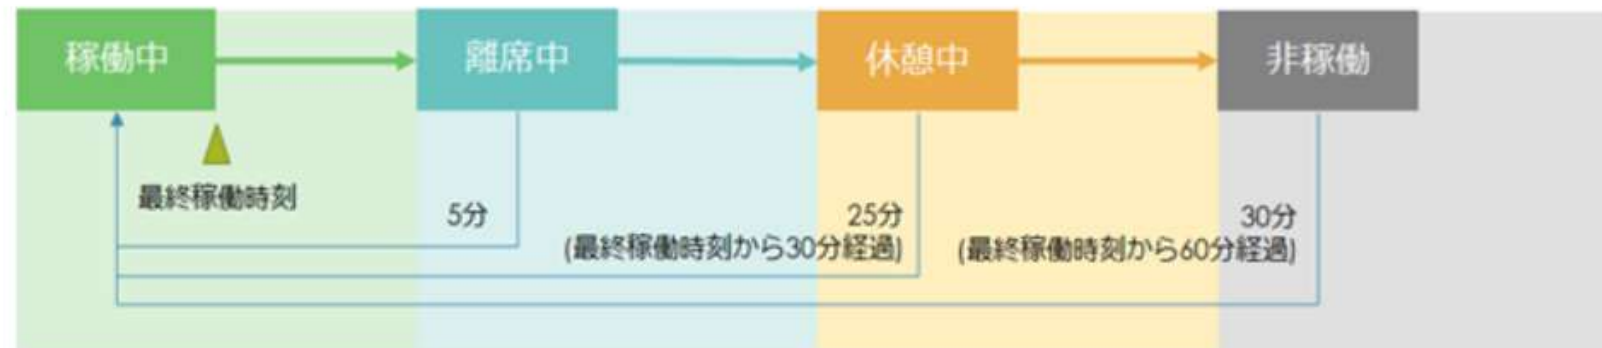 稼働中
離席中
休憩中
非稼働
最終稼働時刻
5分
25分
(最終稼働時刻から30分経過)
30分
(最終稼働時刻から60分経過)